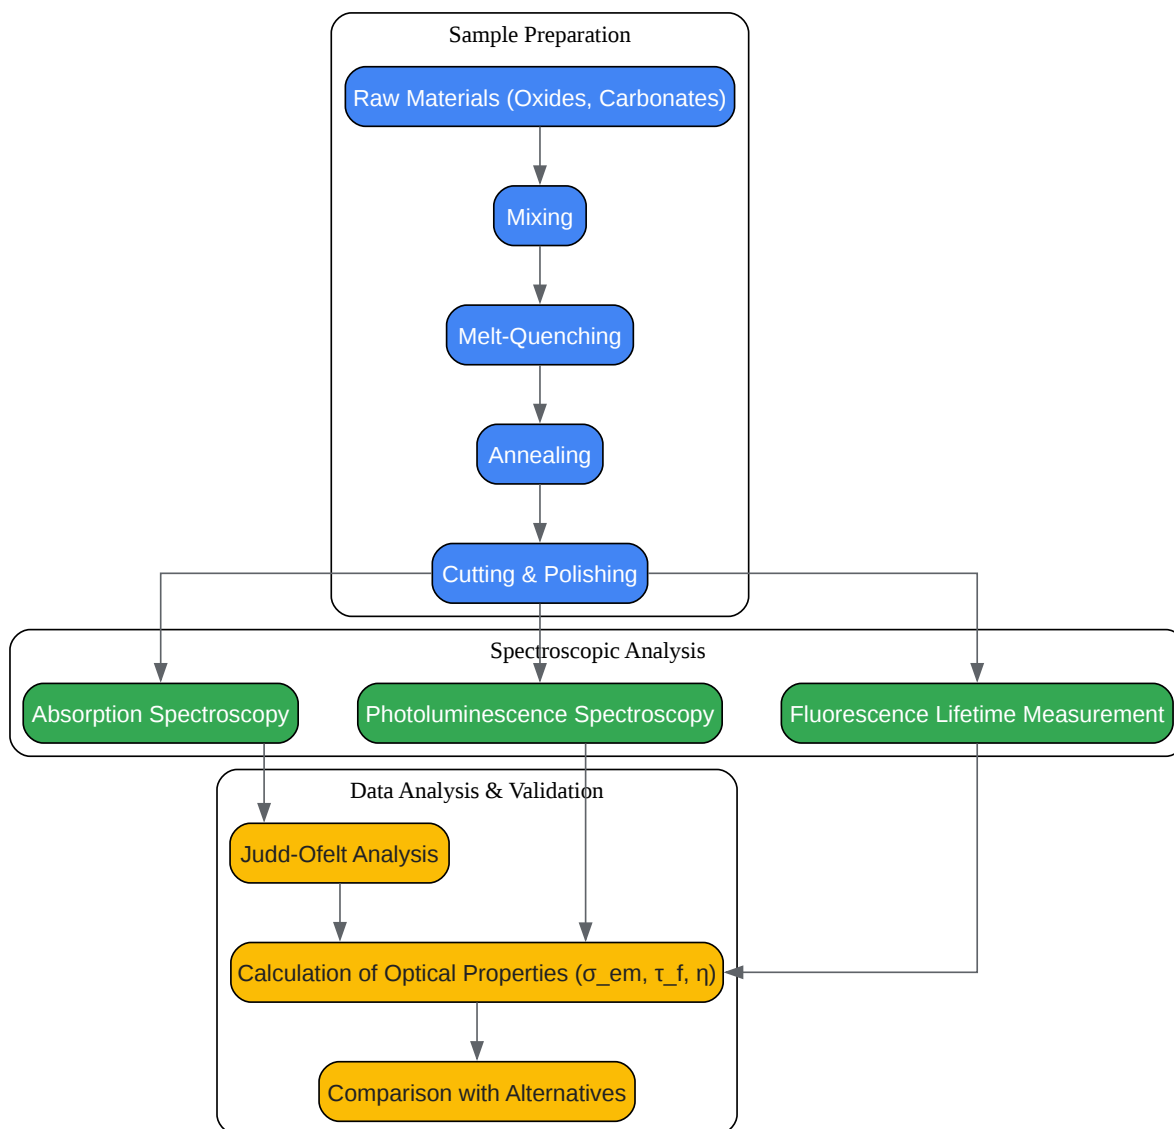 Sample Preparation
Raw Materials (Oxides, Carbonates)
Mixing
Melt-Quenching
Annealing
Cutting & Polishing
Spectroscopic Analysis
Absorption Spectroscopy
Photoluminescence Spectroscopy
Fluorescence Lifetime Measurement
Data Analysis & Validation
Judd-Ofelt Analysis
Calculation of Optical Properties (σ_em, τ_f, η)
Comparison with Alternatives